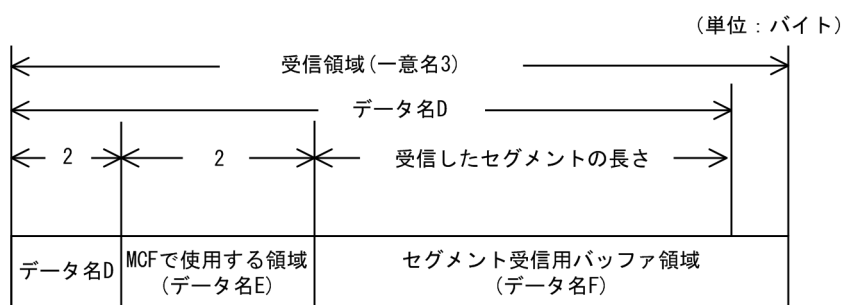 (単位：バイト)
受信領域(一意名3)
データ名D
2
2
受信したセグメントの長さ
データ名D
MCFで使用する領域
(データ名E)
セグメント受信用バッファ領域
(データ名F)